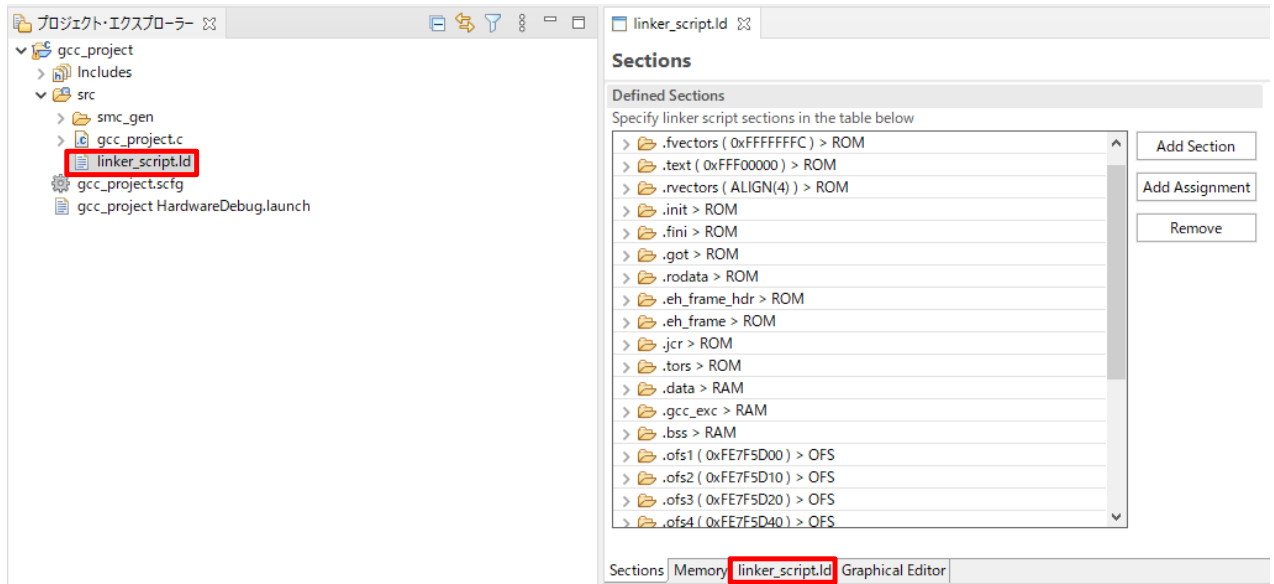 プロジェクト・エクスプローラー
gcc_project
Includes
src
smc_gen
gcc_project.c
linker_script.ld
gcc_project.scfg
gcc_project HardwareDebug.launch
linker_script.ld
Sections
Defined Sections
Specify linker script sections in the table below
.fvectors ( 0xFFFFFFFC ) > ROM
.text ( 0xFFF00000 ) > ROM
.rvectors ( ALIGN(4) ) > ROM
.init > ROM
.fini > ROM
.got > ROM
.rodata > ROM
.eh_frame_hdr > ROM
.eh_frame > ROM
.jcr > ROM
.tors > ROM
.data > RAM
.gcc_exc > RAM
.bss > RAM
.ofs1 ( 0xFE7F5D00 ) > OFS
.ofs2 ( 0xFE7F5D10 ) > OFS
.ofs3 ( 0xFE7F5D20 ) > OFS
.ofs4 ( 0xFE7F5D40 ) > OFS
Add Section
Add Assignment
Remove
Sections Memory linker_script.ld Graphical Editor